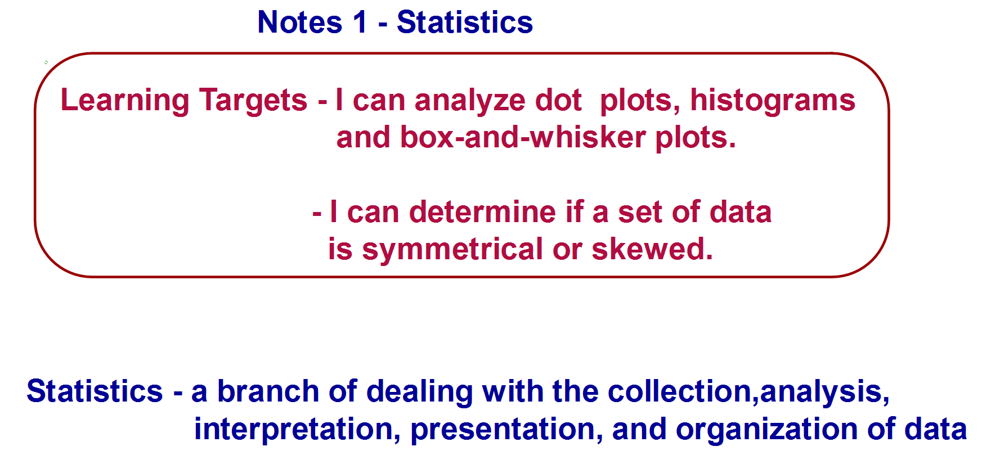 Notes 1 - Statistics
Learning Targets - I can analyze dot  plots, histograms
and box-and-whisker plots.
- I can determine if a set of data
is symmetrical or skewed.
Statistics - a branch of dealing with the collection,analysis,
interpretation, presentation, and organization of data